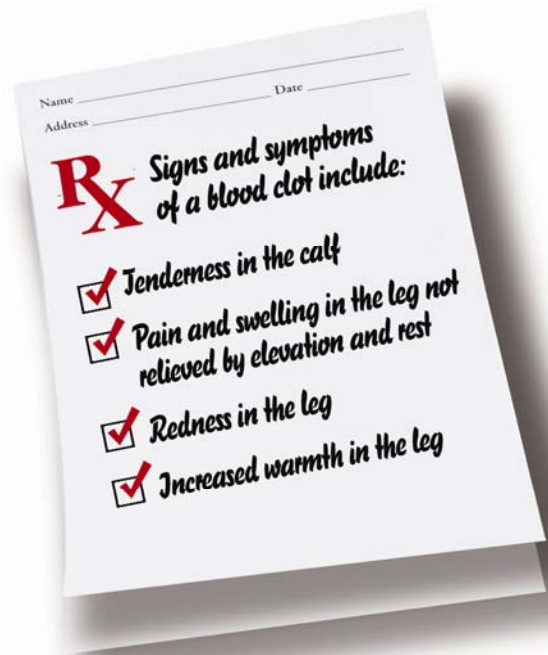 Name
Date
Address
Rx
Signs and symptoms
of a blood clot include:
Tenderness in the calf
Pain and swelling in the leg not
relieved by elevation and rest
Redness in the leg
Increased warmth in the leg